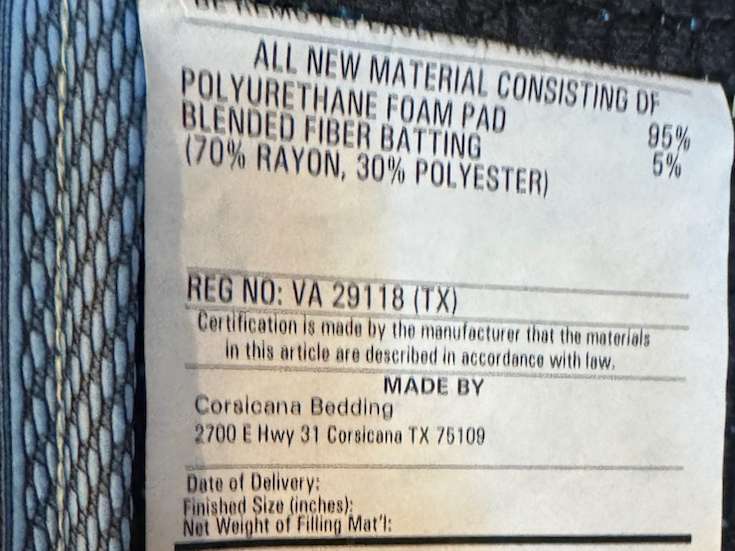 ALL NEW MATERIAL CONSISTING OF
POLYURETHANE FOAM PAD 95%
BLENDED FIBER BATTING 5%
(70% RAYON, 30% POLYESTER)
REG NO: VA 29118 (TX)
Certification is made by the manufacturer that the materials
in this article are described in accordance with law.
MADE BY
Corsicana Bedding
2700 E Hwy 31 Corsicana TX 75109
Date of Delivery:
Finished Size (inches):
Net Weight of Filling Mat'l: